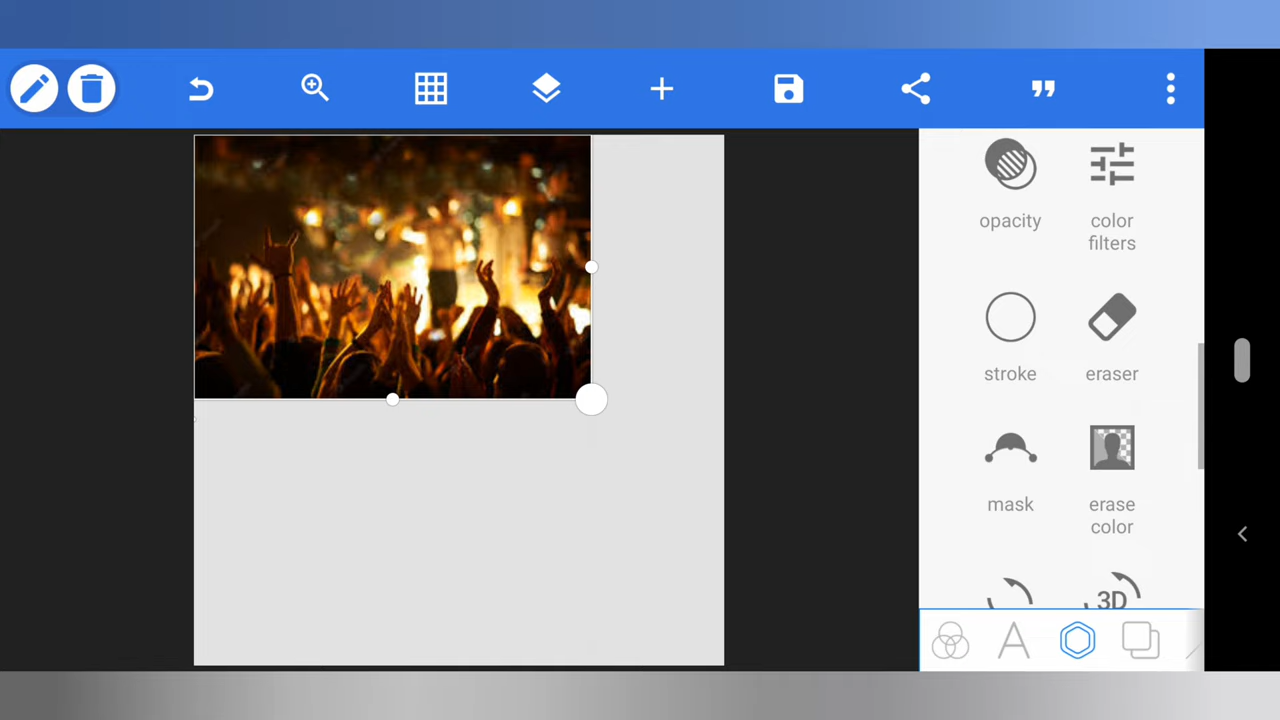 opacity
color
filters
stroke
eraser
mask
erase
color
3D
A